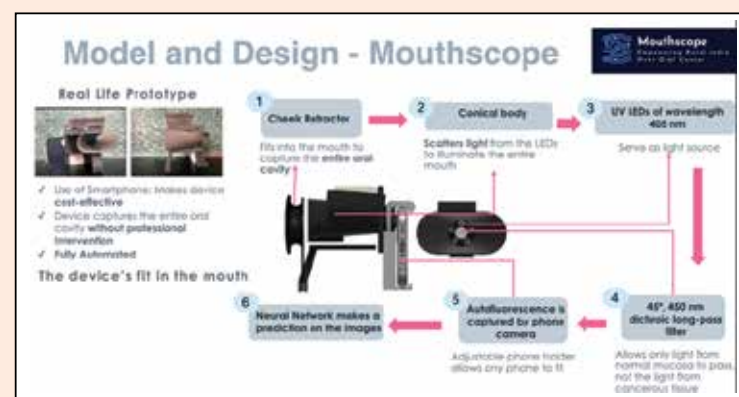 Model and Design - Mouthscope
Mouthscope
Empowering Rural India
Over Oral Cancer
Real Life Prototype
✓ Use of Smartphone: Makes device
cost-effective
✓ Device captures the entire oral
cavity without professional
intervention
✓ Fully Automated
The device's fit in the mouth
1
Cheek Retractor
Fits into the mouth to
capture the entire oral
cavity
2
Conical body
Scatters light from the LEDs
to illuminate the entire
mouth
3
UV LEDs of wavelength
405 nm
Serve as light source
4
45°, 450 nm
dichroic long-pass
filter
Allows only light from
normal mucosa to pass,
not the light from
cancerous tissue
5
Autofluorescence is
captured by phone
camera
Adjustable phone holder
allows any phone to fit
6
Neural Network makes a
prediction on the images